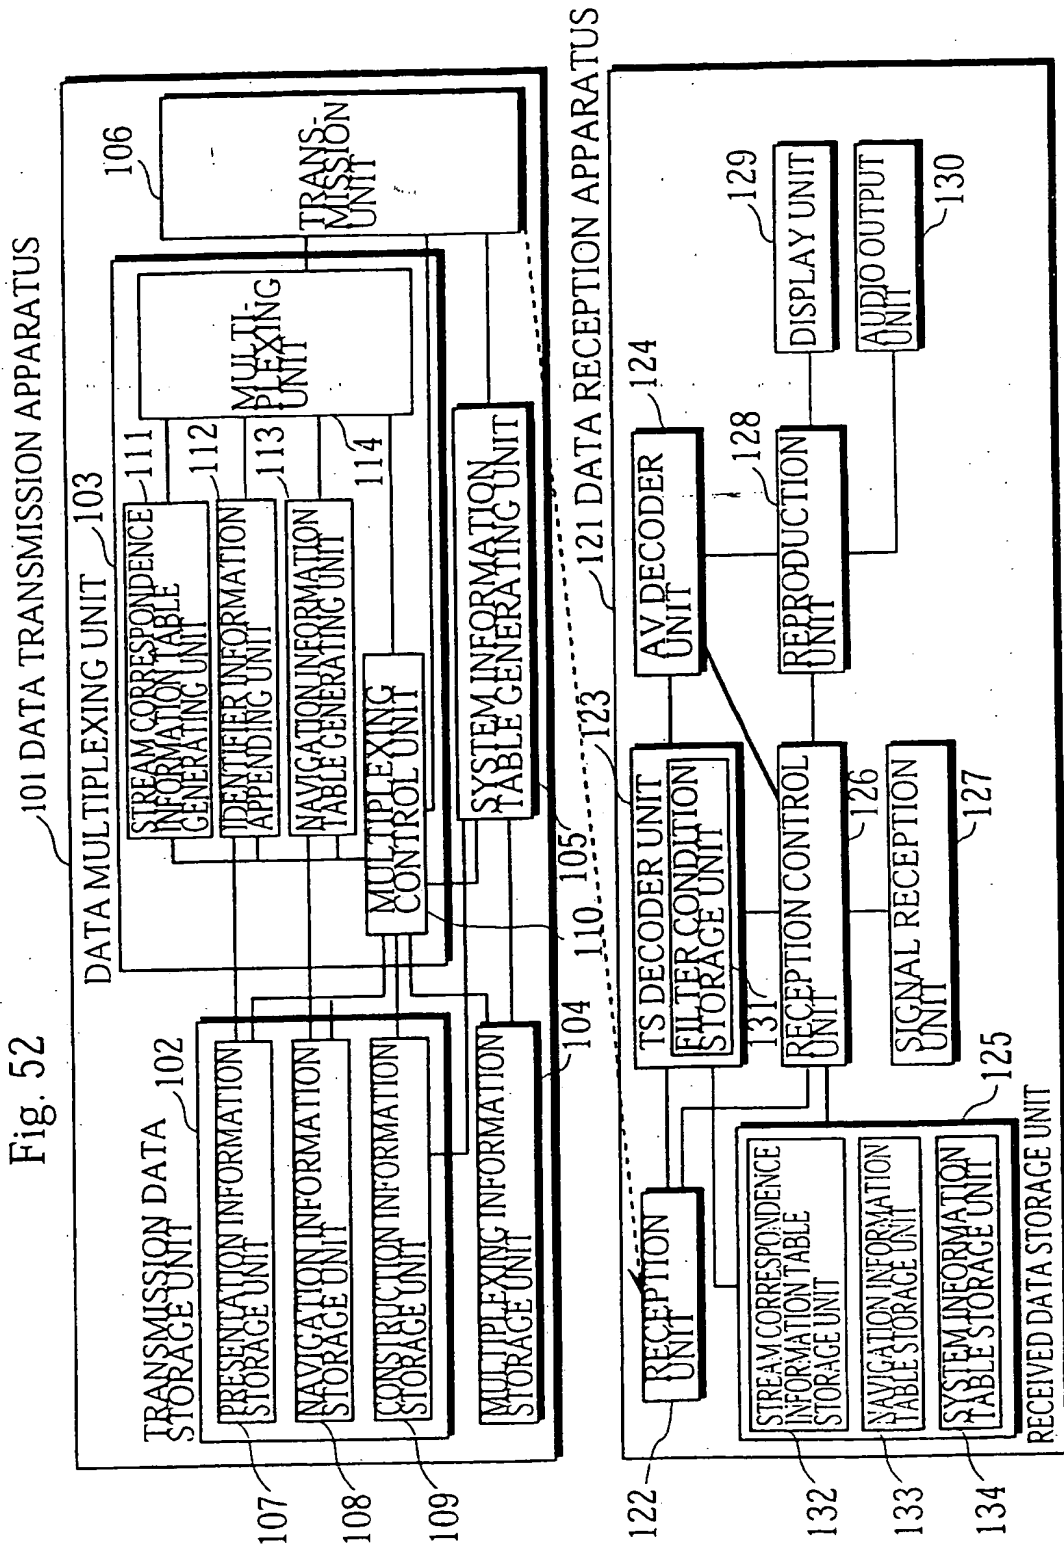 Fig. 52
101 DATA TRANSMISSION APPARATUS
TRANSMISSION DATA
STORAGE UNIT
102
PRESENTATION INFORMATION
STORAGE UNIT
107
NAVIGATION INFORMATION
STORAGE UNIT
108
CONSTRUCTION INFORMATION
STORAGE UNIT
109
MULTIPLEXING INFORMATION
STORAGE UNIT
104
DATA MULTIPLEXING UNIT
103
STREAM CORRESPONDENCE
INFORMATION TABLE
GENERATING UNIT
111
IDENTIFIER INFORMATION
APPENDING UNIT
112
NAVIGATION INFORMATION
TABLE GENERATING UNIT
113
MULTIPLEXING
CONTROL UNIT
110
MULTI-
PLEXING
UNIT
114
SYSTEM INFORMATION
TABLE GENERATING UNIT
105
TRANS-
MISSION
UNIT
106
121 DATA RECEPTION APPARATUS
RECEPTION
UNIT
122
TS DECODER UNIT
123
FILTER CONDITION
STORAGE UNIT
131
AV DECODER
UNIT
124
RECEPTION CONTROL
UNIT
126
SIGNAL RECEPTION
UNIT
127
REPRODUCTION
UNIT
128
DISPLAY UNIT
129
AUDIO OUTPUT
UNIT
130
STREAM CORRESPONDENCE
INFORMATION TABLE
STORAGE UNIT
132
NAVIGATION INFORMATION
TABLE STORAGE UNIT
133
SYSTEM INFORMATION
TABLE STORAGE UNIT
134
125
RECEIVED DATA STORAGE UNIT